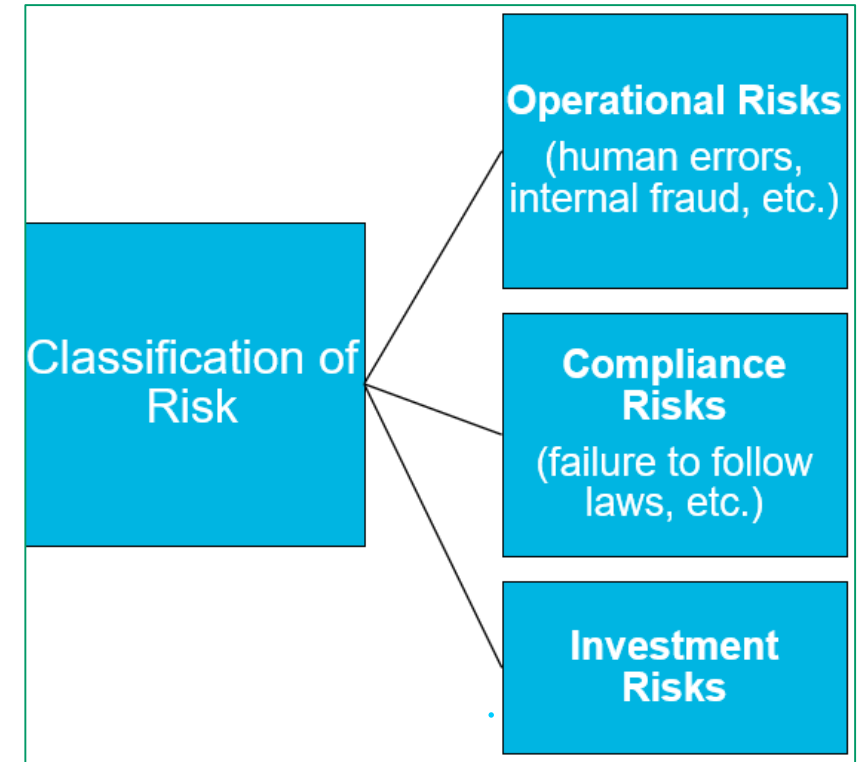 Classification of
Risk
Operational Risks
(human errors,
internal fraud, etc.)
Compliance
Risks
(failure to follow
laws, etc.)
Investment
Risks